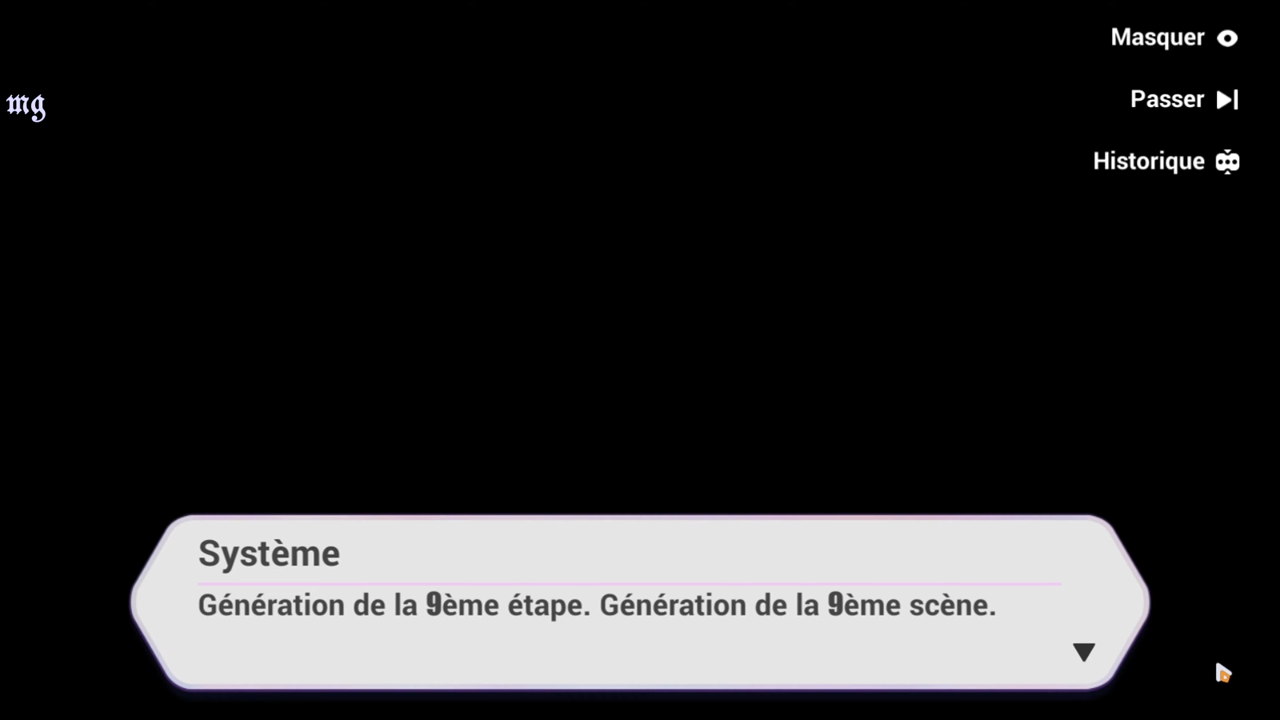 Masquer
mg
Passer
Historique
Système
Génération de la 9ème étape. Génération de la 9ème scène.